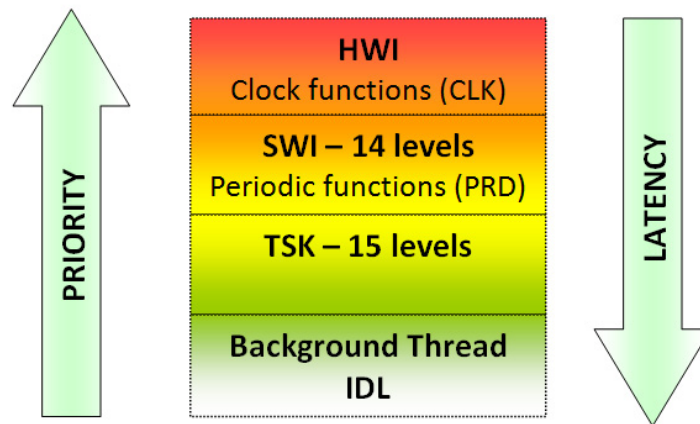 PRIORITY
HWI
Clock functions (CLK)
SWI – 14 levels
Periodic functions (PRD)
TSK – 15 levels
Background Thread
IDL
LATENCY